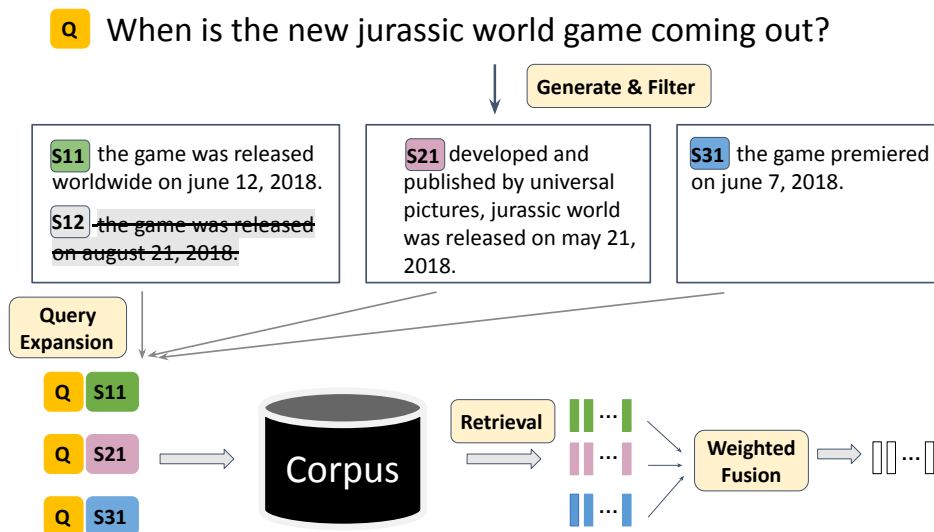 Q When is the new jurassic world game coming out?
Generate & Filter
S11 the game was released
worldwide on june 12, 2018.
S12 the game was released
on august 21, 2018.
S21 developed and
published by universal
pictures, jurassic world
was released on may 21,
2018.
S31 the game premiered
on june 7, 2018.
Query
Expansion
Q S11
Q S21
Q S31
Corpus
Retrieval
...
...
...
Weighted
Fusion
...